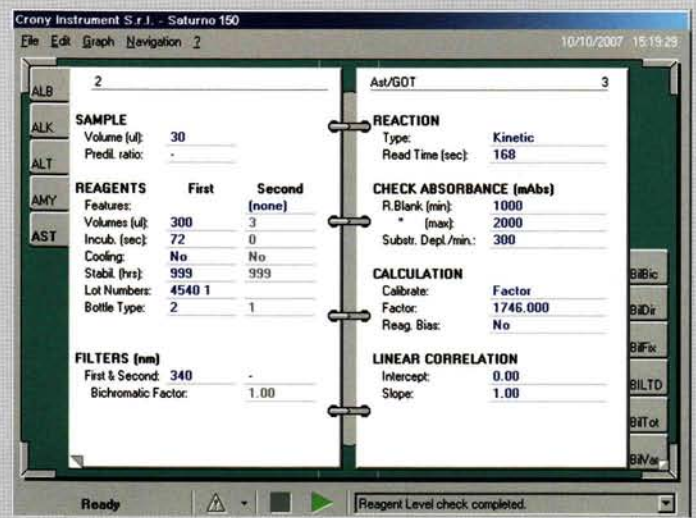 Crony Instrument S.r.l. - Saturno 150
File Edit Graph Navigation ?
10/10/2007 15:19:29
ALB
ALK
ALT
AMY
AST
2
SAMPLE
Volume (ul): 30
Predil. ratio: -
REAGENTS First Second
Features: (none)
Volumes (ul): 300 3
Incub. (sec): 72 0
Cooling: No No
Stabil. (hrs): 999 999
Lot Numbers: 4540 1
Bottle Type: 2 1
FILTERS (nm)
First & Second: 340 -
Bichromatic Factor: 1.00
Ast/GOT 3
REACTION
Type: Kinetic
Read Time (sec): 168
CHECK ABSORBANCE (mAbs)
R.Blank (min): 1000
" (max): 2000
Substr. Depl./min.: 300
CALCULATION
Calibrate: Factor
Factor: 1746.000
Reag. Bias: No
LINEAR CORRELATION
Intercept: 0.00
Slope: 1.00
BilBic
BilDir
BilFix
BILTD
BilTot
BilVar
Ready
Reagent Level check completed.